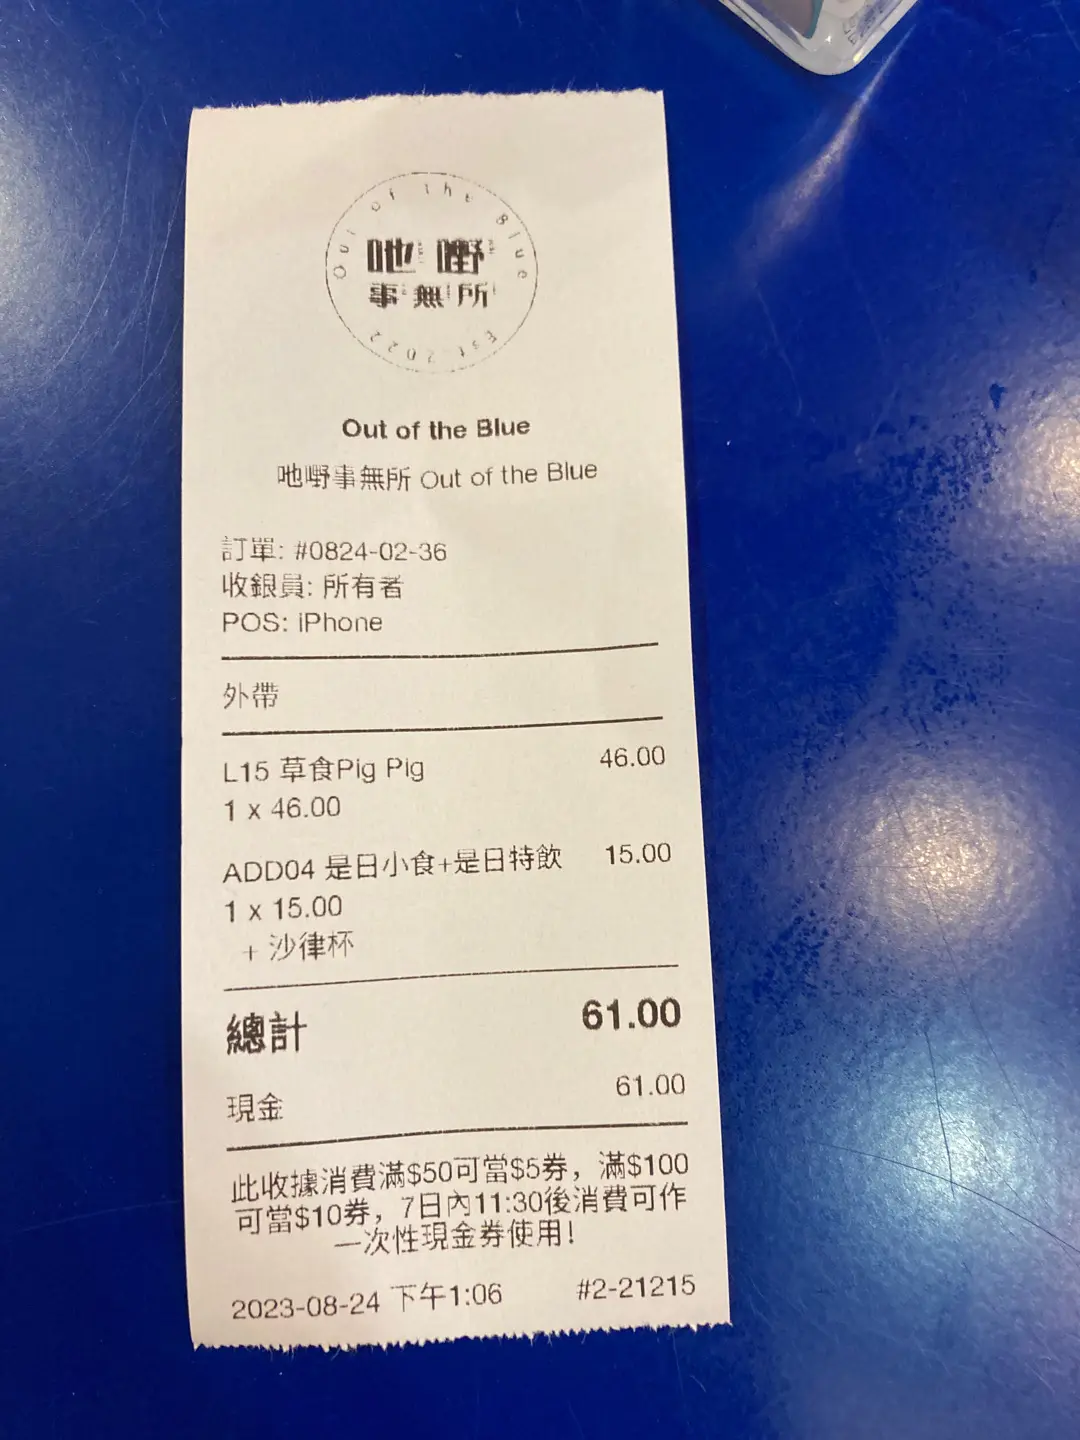 Out of the Blue
吔嘢
事無所
Est 2022
Out of the Blue
吔嘢事無所 Out of the Blue
訂單: #0824-02-36
收銀員: 所有者
POS: iPhone
外帶
L15 草食Pig Pig 46.00
1 x 46.00
ADD04 是日小食+是日特飲 15.00
1 x 15.00
+ 沙律杯
總計 61.00
現金 61.00
此收據消費滿$50可當$5券，滿$100
可當$10券，7日內11:30後消費可作
一次性現金券使用!
2023-08-24 下午1:06 #2-21215